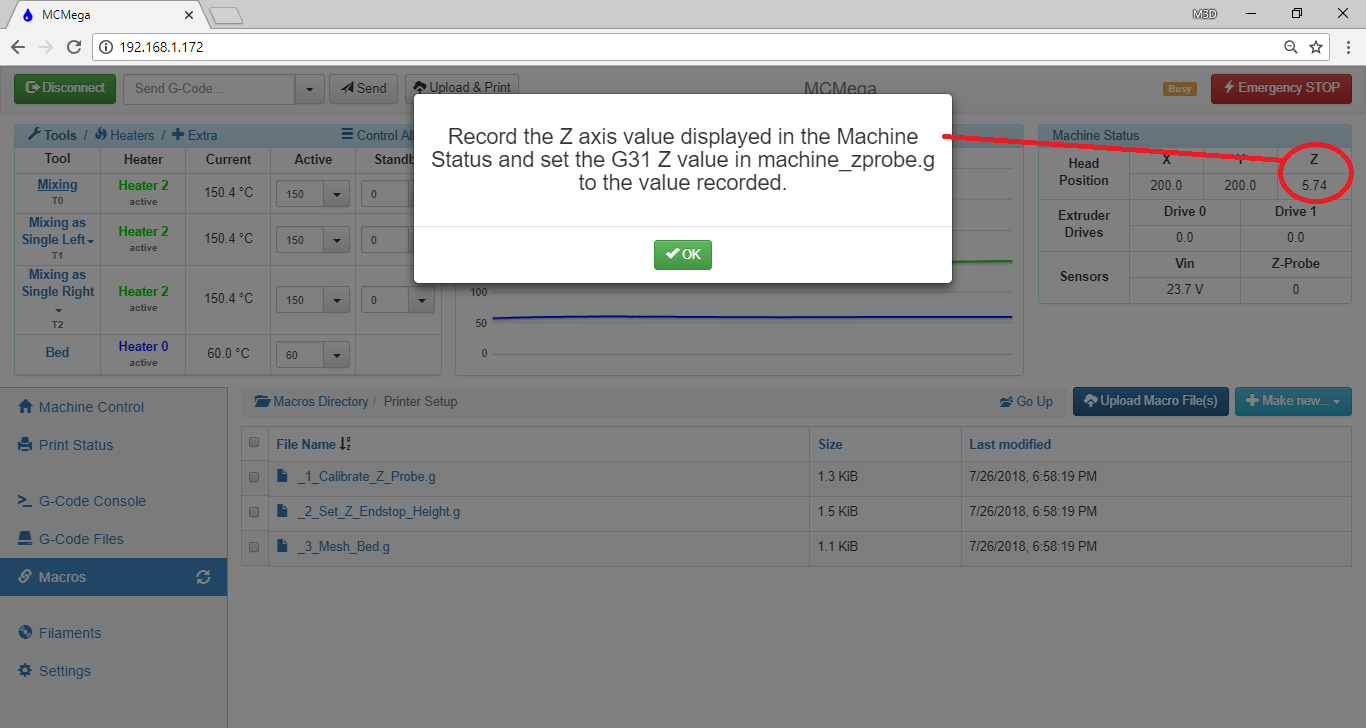 MCMega
M3D
192.168.1.172
Disconnect
Send G-Code...
Send
Upload & Print
MCMega
Busy
Emergency STOP
Record the Z axis value displayed in the Machine
Status and set the G31 Z value in machine_zprobe.g
to the value recorded.
OK
Tools / Heaters / Extra
Control All
Tool Heater Current Active Standb
Mixing
T0
Heater 2
active
150.4 °C
150
0
Mixing as
Single Left
T1
Heater 2
active
150.4 °C
150
0
Mixing as
Single Right
T2
Heater 2
active
150.4 °C
150
0
Bed
Heater 0
active
60.0 °C
60
100
50
0
Machine Status
Head
Position
X Y Z
200.0 200.0 5.74
Extruder
Drives
Drive 0 Drive 1
0.0 0.0
Sensors
Vin Z-Probe
23.7 V 0
Machine Control
Print Status
G-Code Console
G-Code Files
Macros
Filaments
Settings
Macros Directory / Printer Setup
Go Up
Upload Macro File(s)
Make new...
File Name Size Last modified
_1_Calibrate_Z_Probe.g 1.3 KiB 7/26/2018, 6:58:19 PM
_2_Set_Z_Endstop_Height.g 1.5 KiB 7/26/2018, 6:58:19 PM
_3_Mesh_Bed.g 1.1 KiB 7/26/2018, 6:58:19 PM